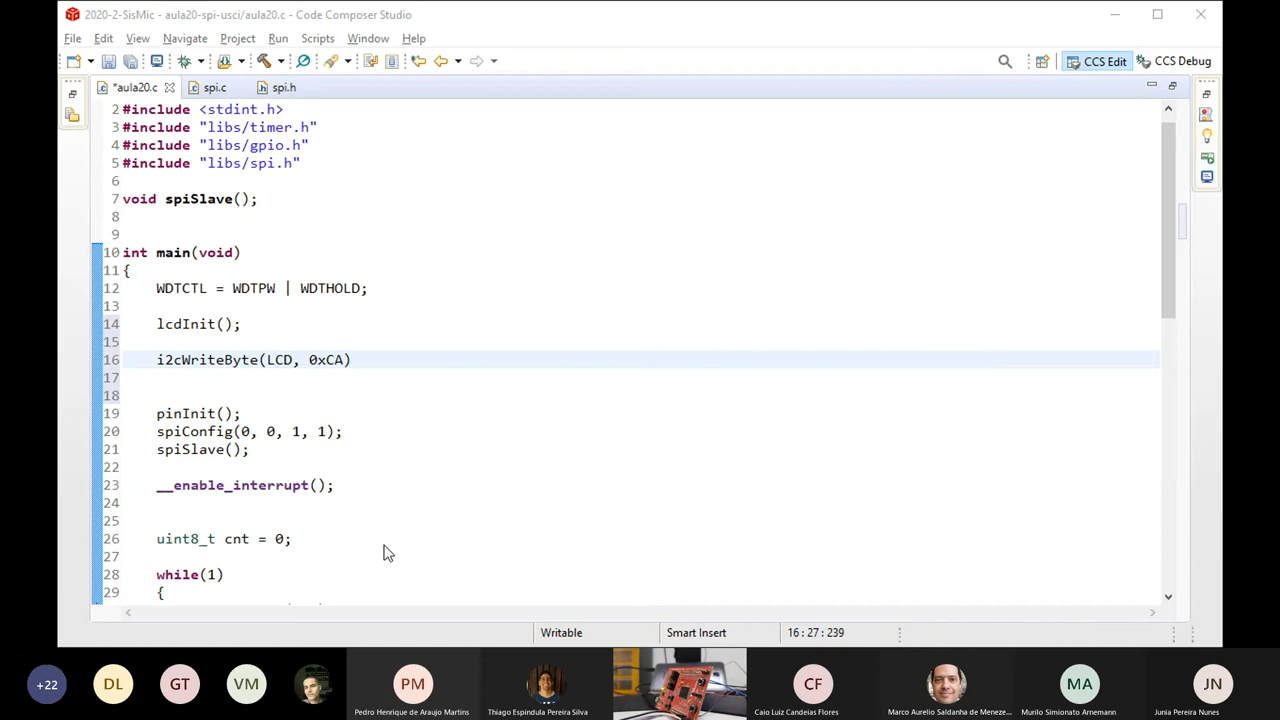 2020-2-SisMic - aula20-spi-usci/aula20.c - Code Composer Studio
File Edit View Navigate Project Run Scripts Window Help
CCS Edit CCS Debug
*aula20.c spi.c spi.h
2 #include <stdint.h>
3 #include "libs/timer.h"
4 #include "libs/gpio.h"
5 #include "libs/spi.h"
6
7 void spiSlave();
8
9
10 int main(void)
11 {
12 WDTCTL = WDTPW | WDTHOLD;
13
14 lcdInit();
15
16 i2cWriteByte(LCD, 0xCA)
17
18
19 pinInit();
20 spiConfig(0, 0, 1, 1);
21 spiSlave();
22
23 __enable_interrupt();
24
25
26 uint8_t cnt = 0;
27
28 while(1)
29 {
Writable Smart Insert 16:27:239
+22 DL GT VM PM CF MA JN
Pedro Henrique de Araujo Martins Thiago Espindula Pereira Silva Caio Luiz Candeias Flores Marco Aurelio Saldanha de Meneze... Murilo Simionato Arnemann Junia Pereira Nunes